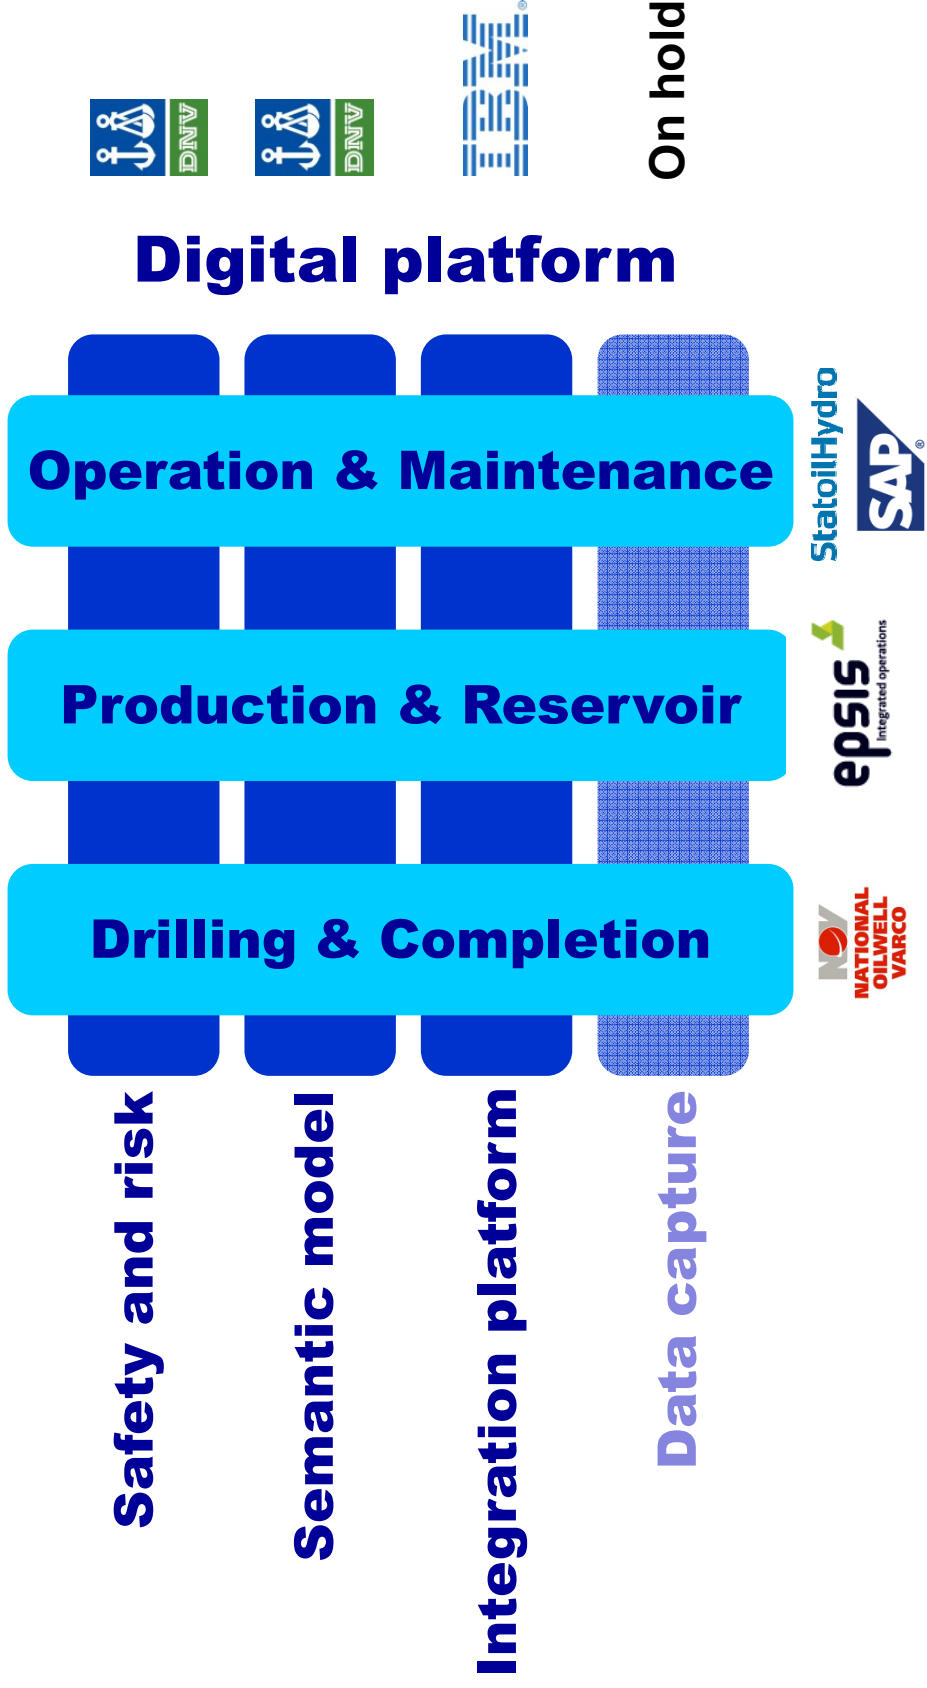 DNV
DNV
IBM®
On hold
Digital platform
Operation & Maintenance
StatoilHydro
SAP®
Production & Reservoir
epsis
Integrated operations
Drilling & Completion
NOV
NATIONAL
OILWELL
VARCO
Safety and risk
Semantic model
Integration platform
Data capture